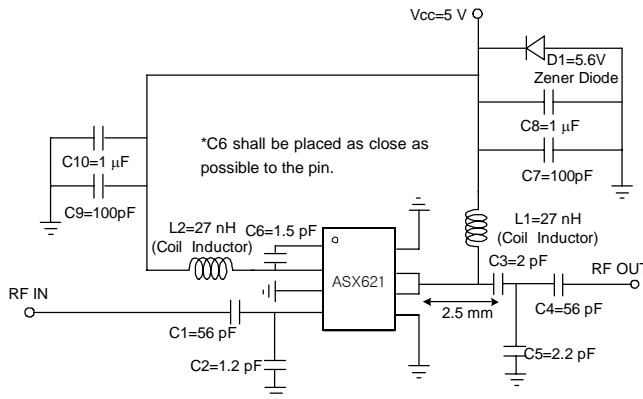 Vcc=5 V
D1=5.6V
Zener Diode
C8=1 µF
C7=100pF
*C6 shall be placed as close as
possible to the pin.
C10=1 µF
C9=100pF
L2=27 nH
(Coil Inductor)
C6=1.5 pF
L1=27 nH
(Coil Inductor)
ASX621
C3=2 pF
RF OUT
RF IN
C1=56 pF
2.5 mm
C4=56 pF
C2=1.2 pF
C5=2.2 pF